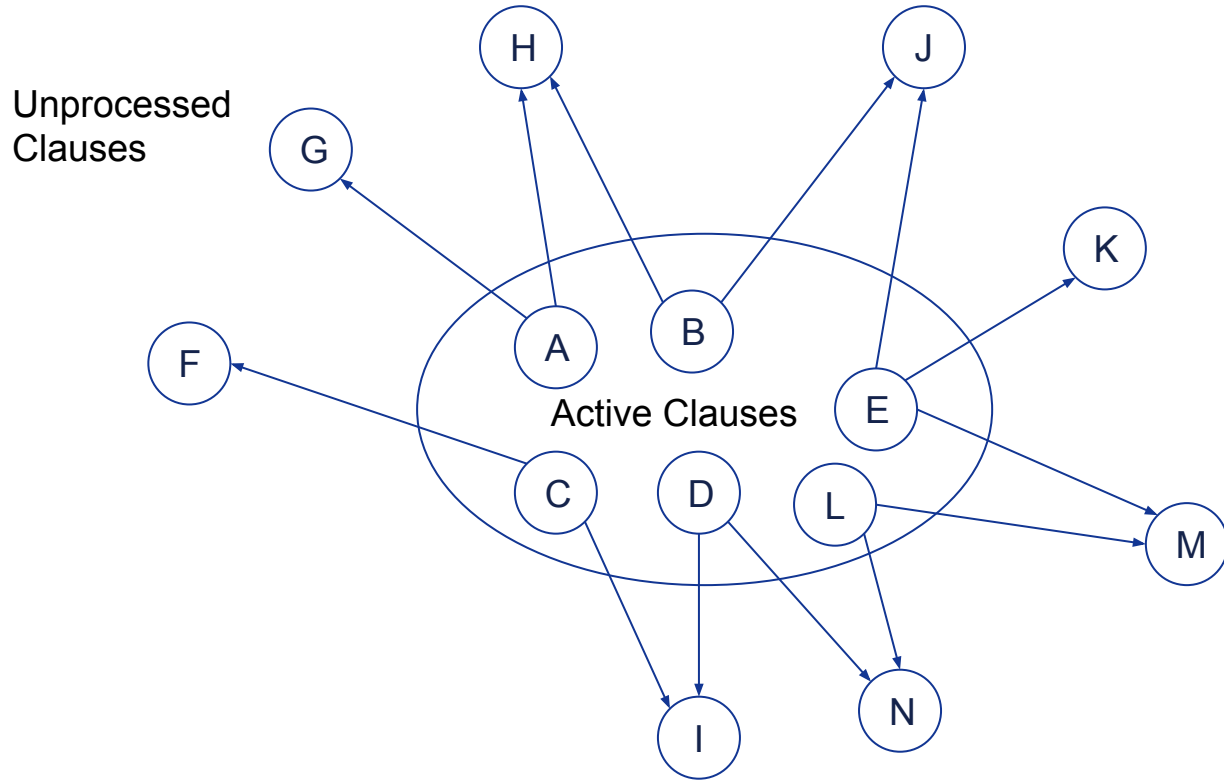 H
J
Unprocessed
Clauses
G
K
B
A
F
E
Active Clauses
C
D
L
M
N
I